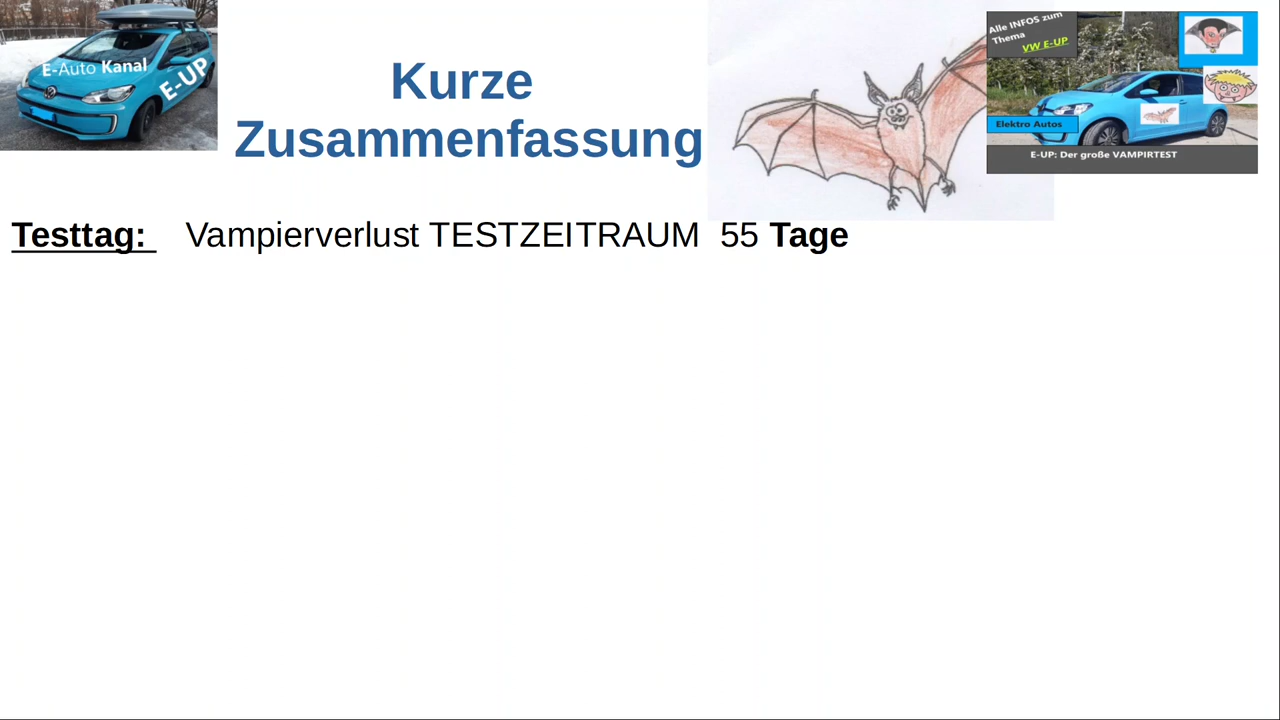 E-Auto Kanal
E-UP
Kurze
Zusammenfassung
Alle INFOS zum
Thema
VW E-UP
Elektro Autos
E-UP: Der große VAMPIRTEST
Testtag: Vampierverlust TESTZEITRAUM 55 Tage